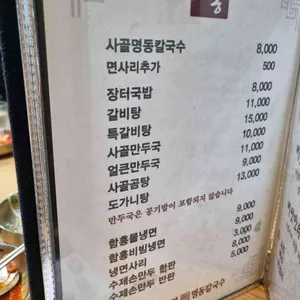 사골명동칼국수 8,000
면사리추가 500
장터국밥 8,000
갈비탕 11,000
특갈비탕 15,000
사골만두국 10,000
얼큰만두국 11,000
사골곰탕 9,000
도가니탕 13,000
만두국은 공기밥이 포함되지 않습니다
함흥물냉면 9,000
함흥비빔냉면 9,000
냉면사리 3,000
수제손만두 한판 8,000
수제손만두 반판 5,000
명동칼국수